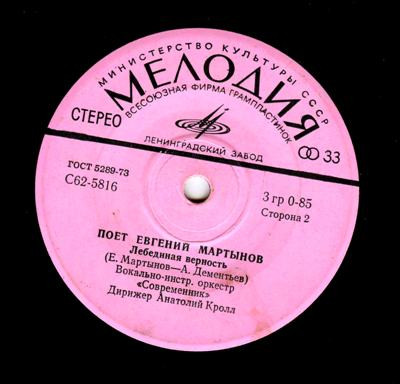 МИНИСТЕРСТВО КУЛЬТУРЫ СССР
МЕЛОДИЯ
ВСЕСОЮЗНАЯ ФИРМА ГРАМПЛАСТИНОК
СТЕРЕО
33
ЛЕНИНГРАДСКИЙ ЗАВОД
ГОСТ 5289-73
С62-5816
3 гр 0-85
Сторона 2
ПОЕТ ЕВГЕНИЙ МАРТЫНОВ
Лебединая верность
(Е. Мартынов—А. Дементьев)
Вокально-инстр. оркестр
«Современник»
Дирижер Анатолий Кролл